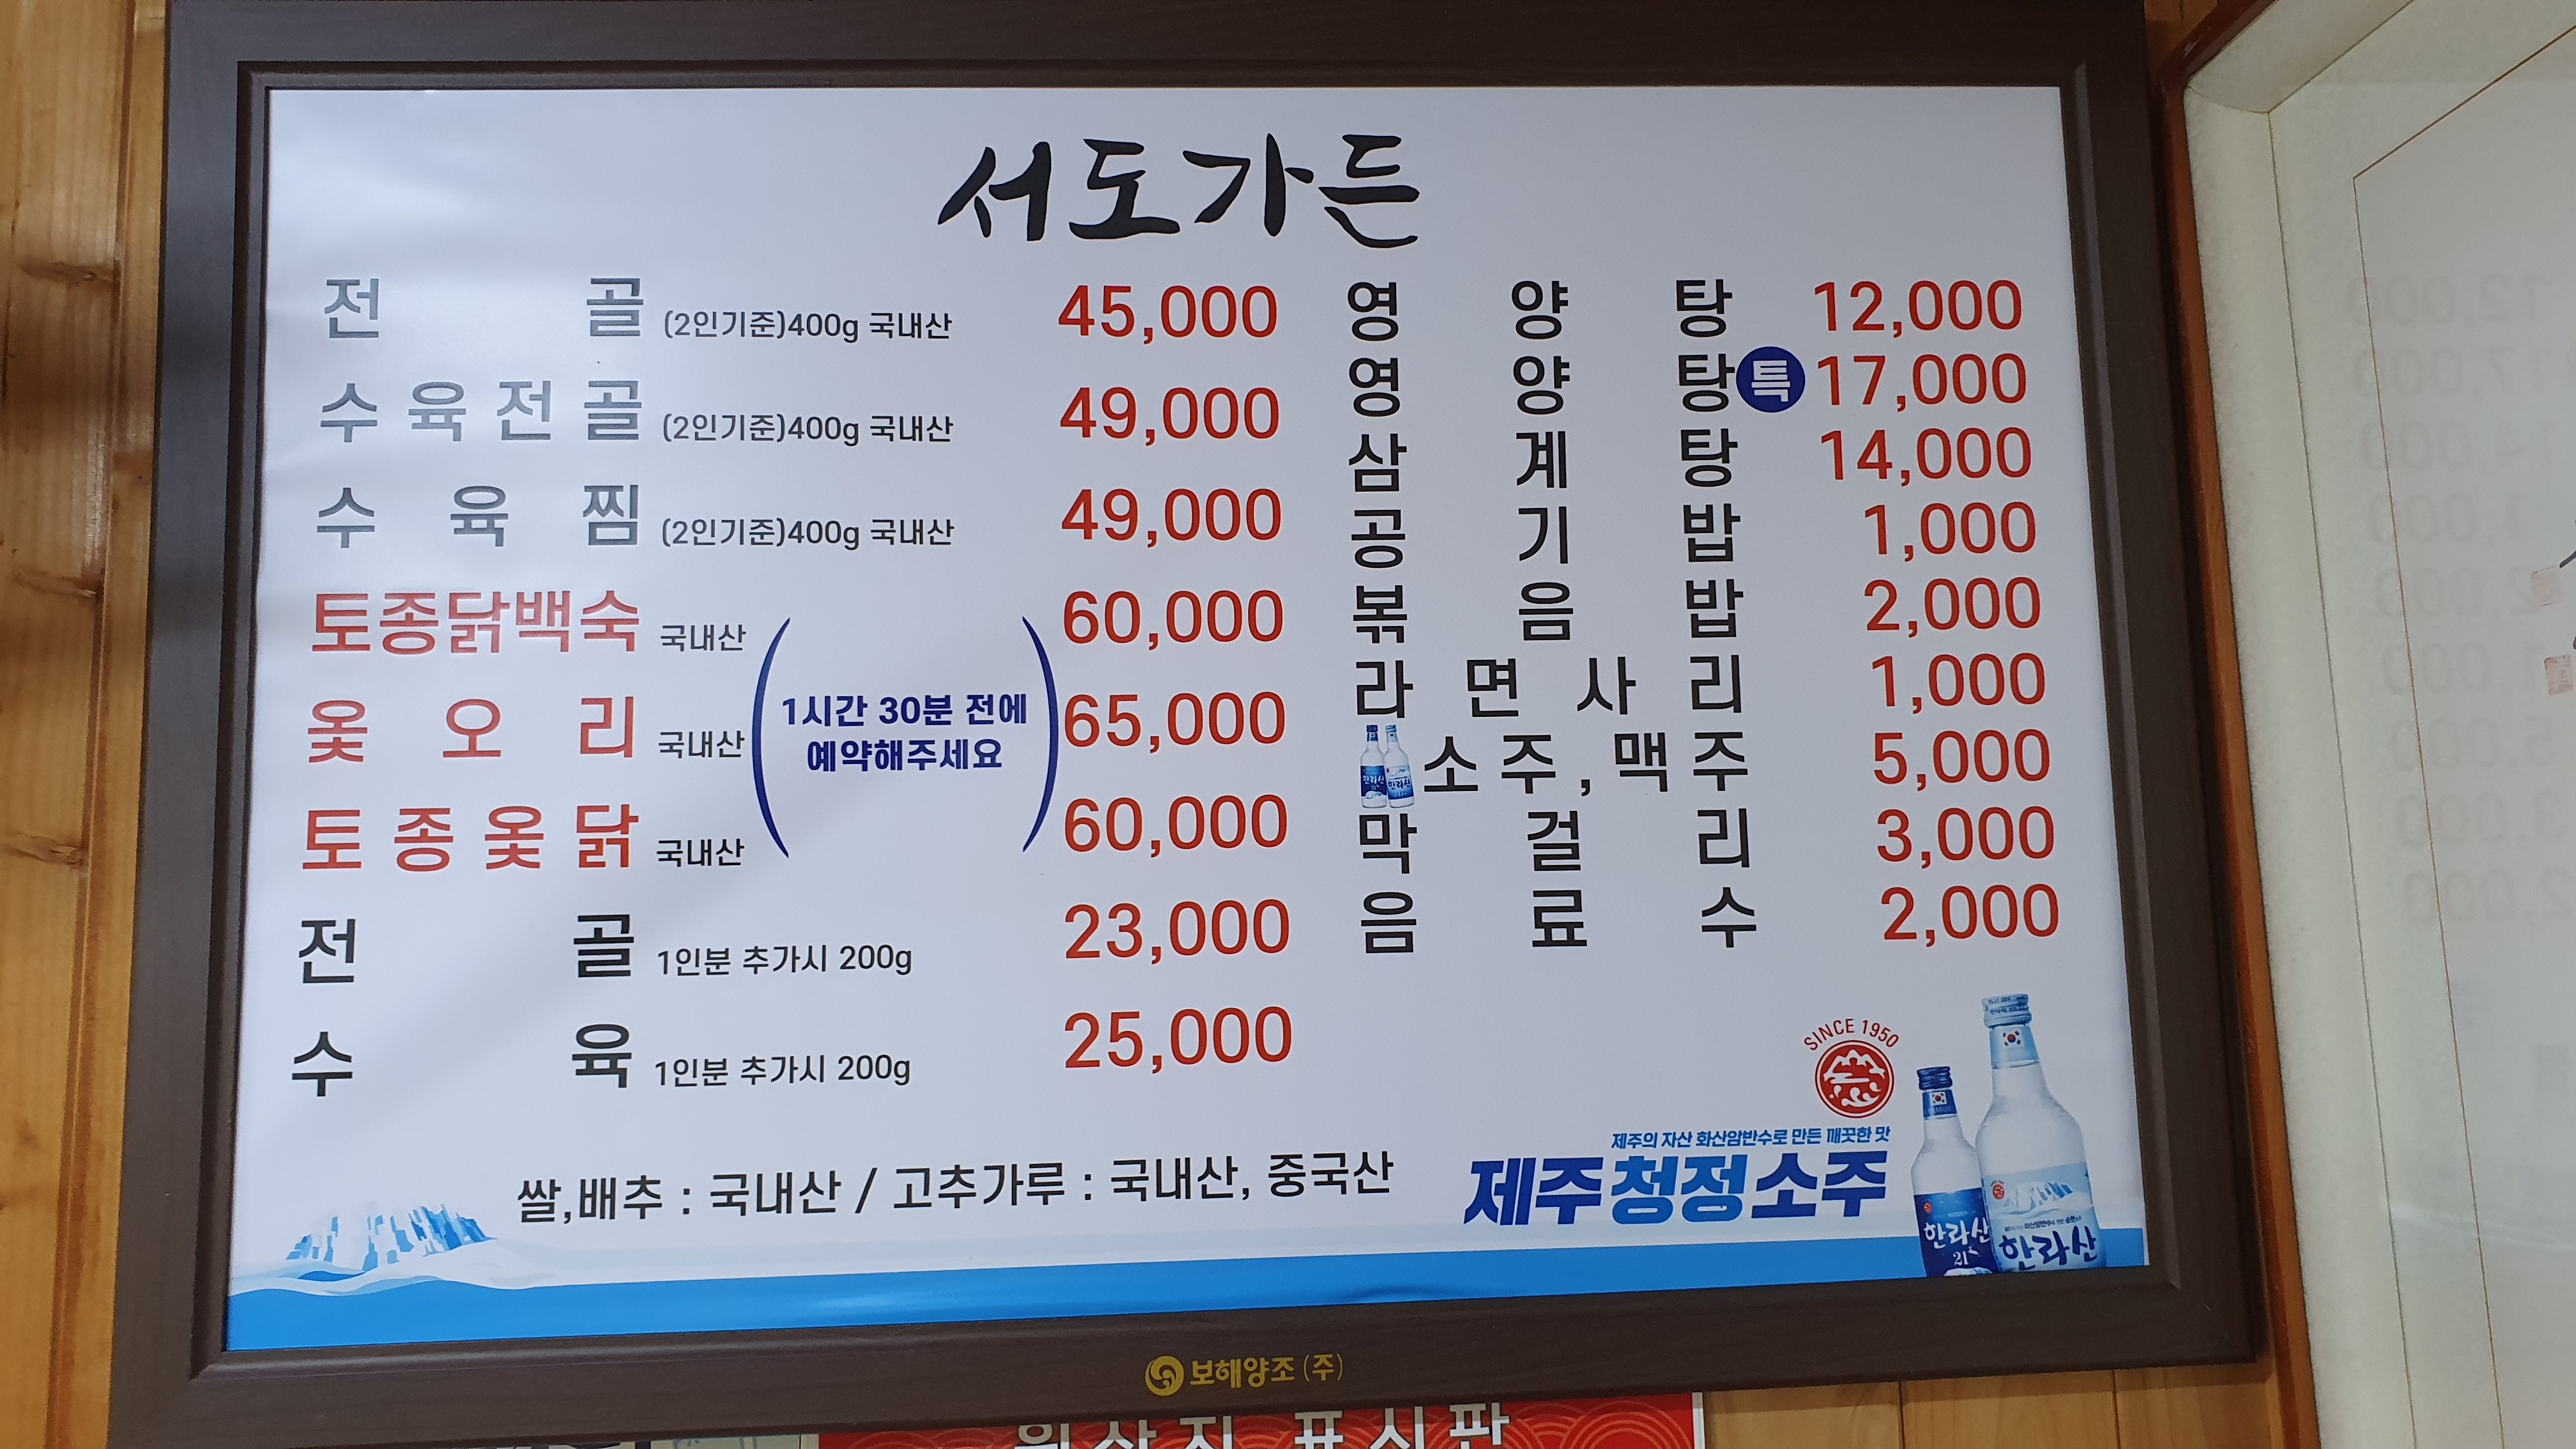 서도가든
전골 (2인기준)400g 국내산 45,000
수육전골 (2인기준)400g 국내산 49,000
수육찜 (2인기준)400g 국내산 49,000
토종닭백숙 국내산 60,000
옻오리 국내산 65,000
토종옻닭 국내산 60,000
(1시간 30분 전에
예약해주세요)
전골 1인분 추가시 200g 23,000
수육 1인분 추가시 200g 25,000
영양탕 12,000
영양탕 특 17,000
삼계탕 14,000
공기밥 1,000
볶음밥 2,000
라면사리 1,000
소주,맥주 5,000
막걸리 3,000
음료수 2,000
쌀,배추 : 국내산 / 고추가루 : 국내산, 중국산
SINCE 1950
제주의 자산 화산암반수로 만든 깨끗한 맛
제주청정소주
한라산
21
한라산
보해양조(주)
원산지 표시판